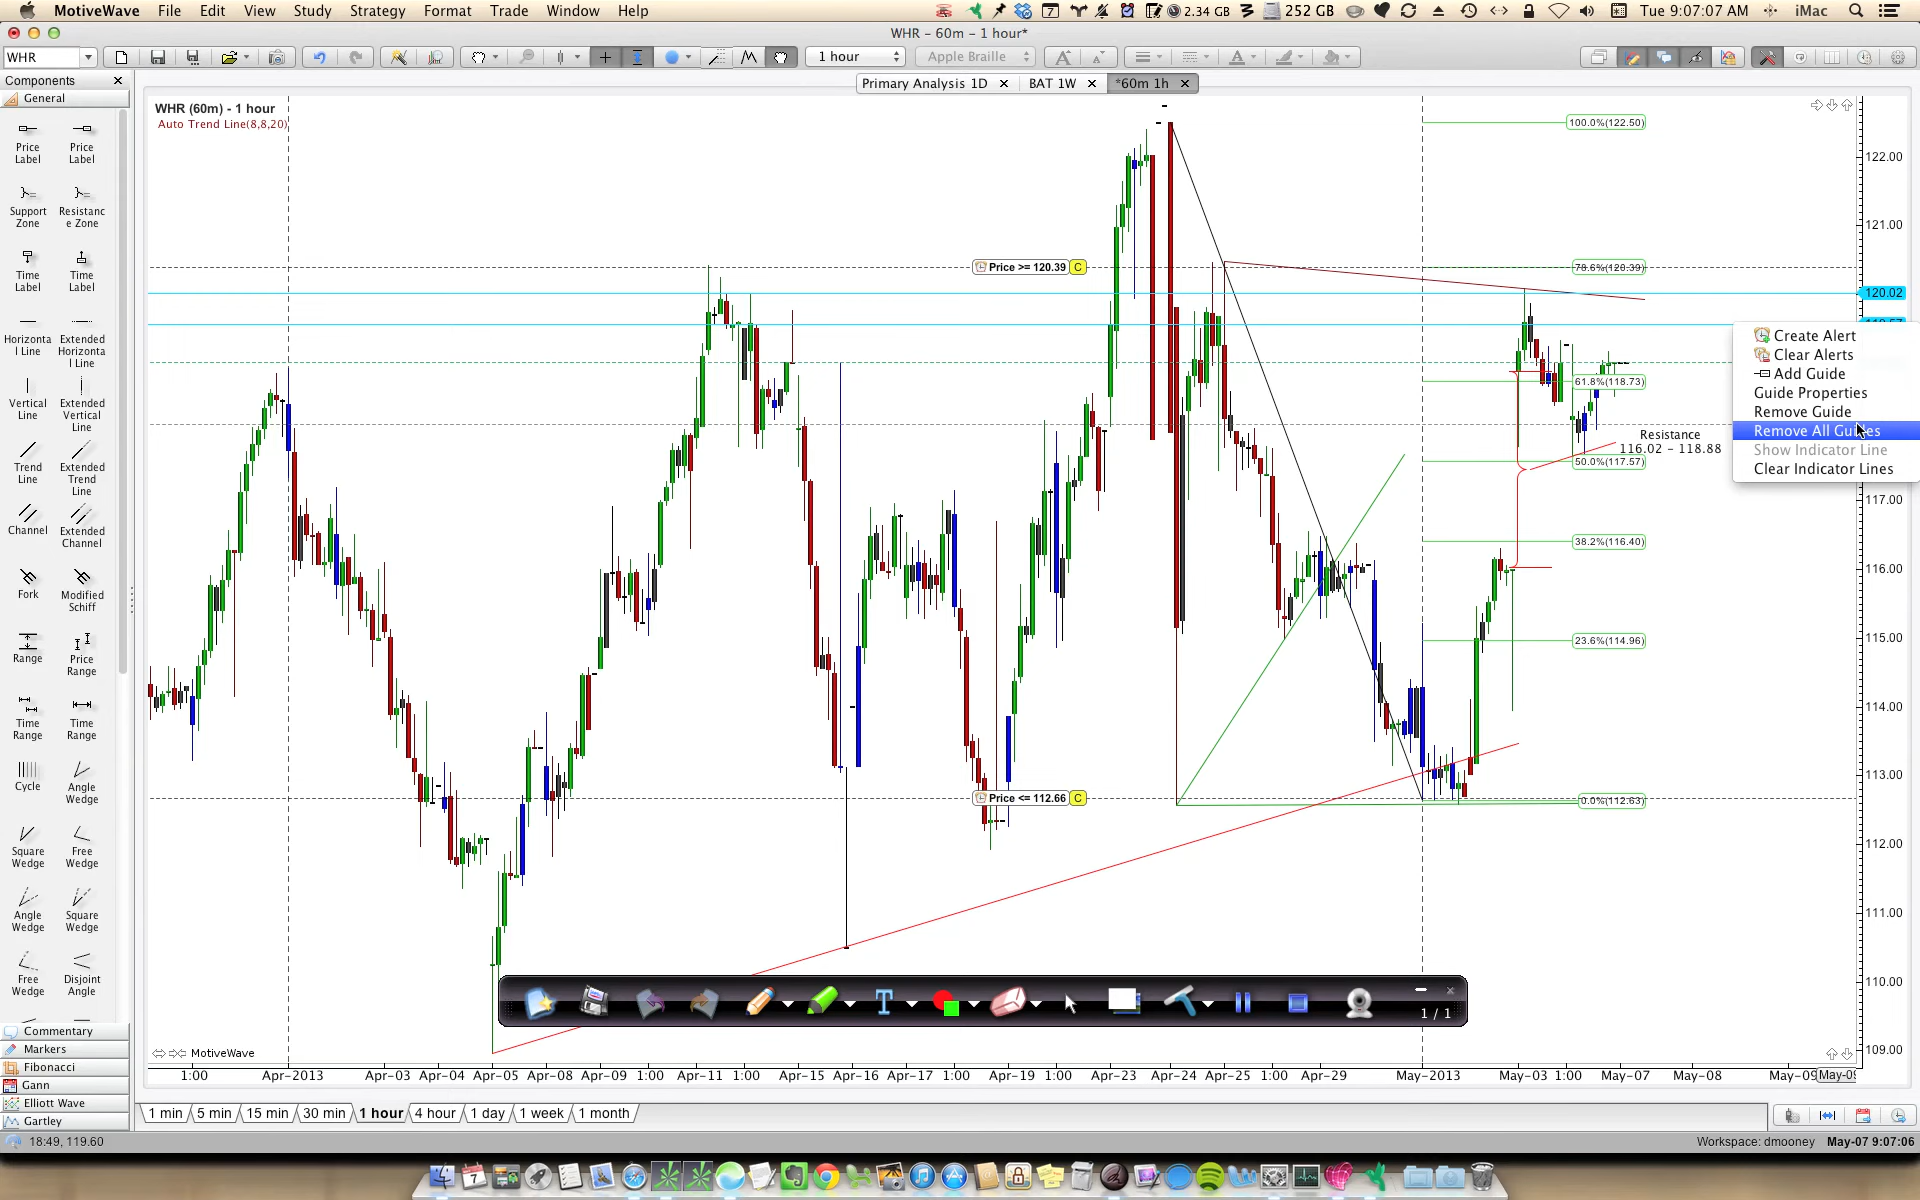 MotiveWave File Edit View Study Strategy Format Trade Window Help 2.34 GB 252 GB Tue 9:07:07 AM iMac
WHR – 60m – 1 hour*
WHR 1 hour Apple Braille
Components
Primary Analysis 1D BAT 1W *60m 1h
General
WHR (60m) - 1 hour
Auto Trend Line(8,8,20)
Price Label
Price Label
Support Zone
Resistanc e Zone
Time Label
Time Label
Horizonta l Line
Extended Horizonta l Line
Vertical Line
Extended Vertical Line
Trend Line
Extended Trend Line
Channel
Extended Channel
Fork
Modified Schiff
Range
Price Range
Time Range
Time Range
Cycle
Angle Wedge
Square Wedge
Free Wedge
Angle Wedge
Square Wedge
Free Wedge
Disjoint Angle
Commentary
Markers
Fibonacci
Gann
Elliott Wave
Gartley
100.0%(122.50)
78.6%(120.39)
61.8%(118.73)
50.0%(117.57)
38.2%(116.40)
23.6%(114.96)
0.0%(112.63)
Price >= 120.39 C
Price <= 112.66 C
Resistance
116.02 – 118.88
122.00
121.00
120.02
117.00
116.00
115.00
114.00
113.00
112.00
111.00
110.00
109.00
Create Alert
Clear Alerts
Add Guide
Guide Properties
Remove Guide
Remove All Guides
Show Indicator Line
Clear Indicator Lines
1 / 1
MotiveWave
1:00 Apr-2013 Apr-03 Apr-04 Apr-05 Apr-08 Apr-09 1:00 Apr-11 1:00 Apr-15 Apr-16 Apr-17 1:00 Apr-19 1:00 Apr-23 Apr-24 Apr-25 1:00 Apr-29 May-2013 May-03 1:00 May-07 May-08 May-09
1 min 5 min 15 min 30 min 1 hour 4 hour 1 day 1 week 1 month
18:49, 119.60 Workspace: dmooney May-07 9:07:06